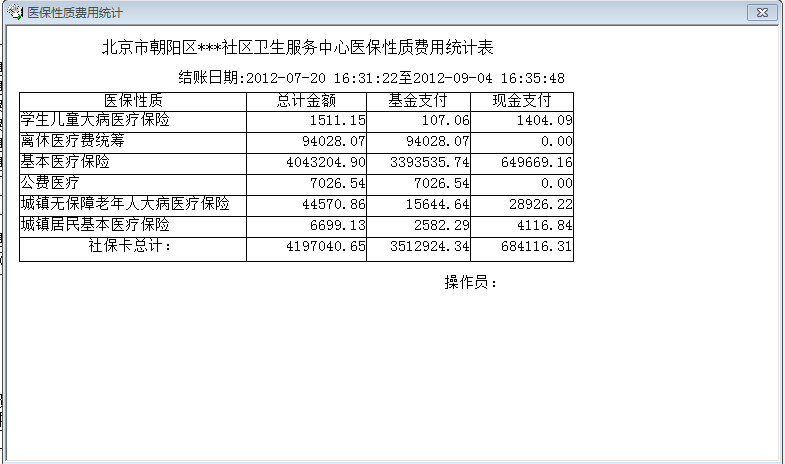 医保性质费用统计
北京市朝阳区***社区卫生服务中心医保性质费用统计表
结账日期:2012-07-20 16:31:22至2012-09-04 16:35:48
医保性质 总计金额 基金支付 现金支付
学生儿童大病医疗保险 1511.15 107.06 1404.09
离休医疗费统筹 94028.07 94028.07 0.00
基本医疗保险 4043204.90 3393535.74 649669.16
公费医疗 7026.54 7026.54 0.00
城镇无保障老年人大病医疗保险 44570.86 15644.64 28926.22
城镇居民基本医疗保险 6699.13 2582.29 4116.84
社保卡总计: 4197040.65 3512924.34 684116.31
操作员: